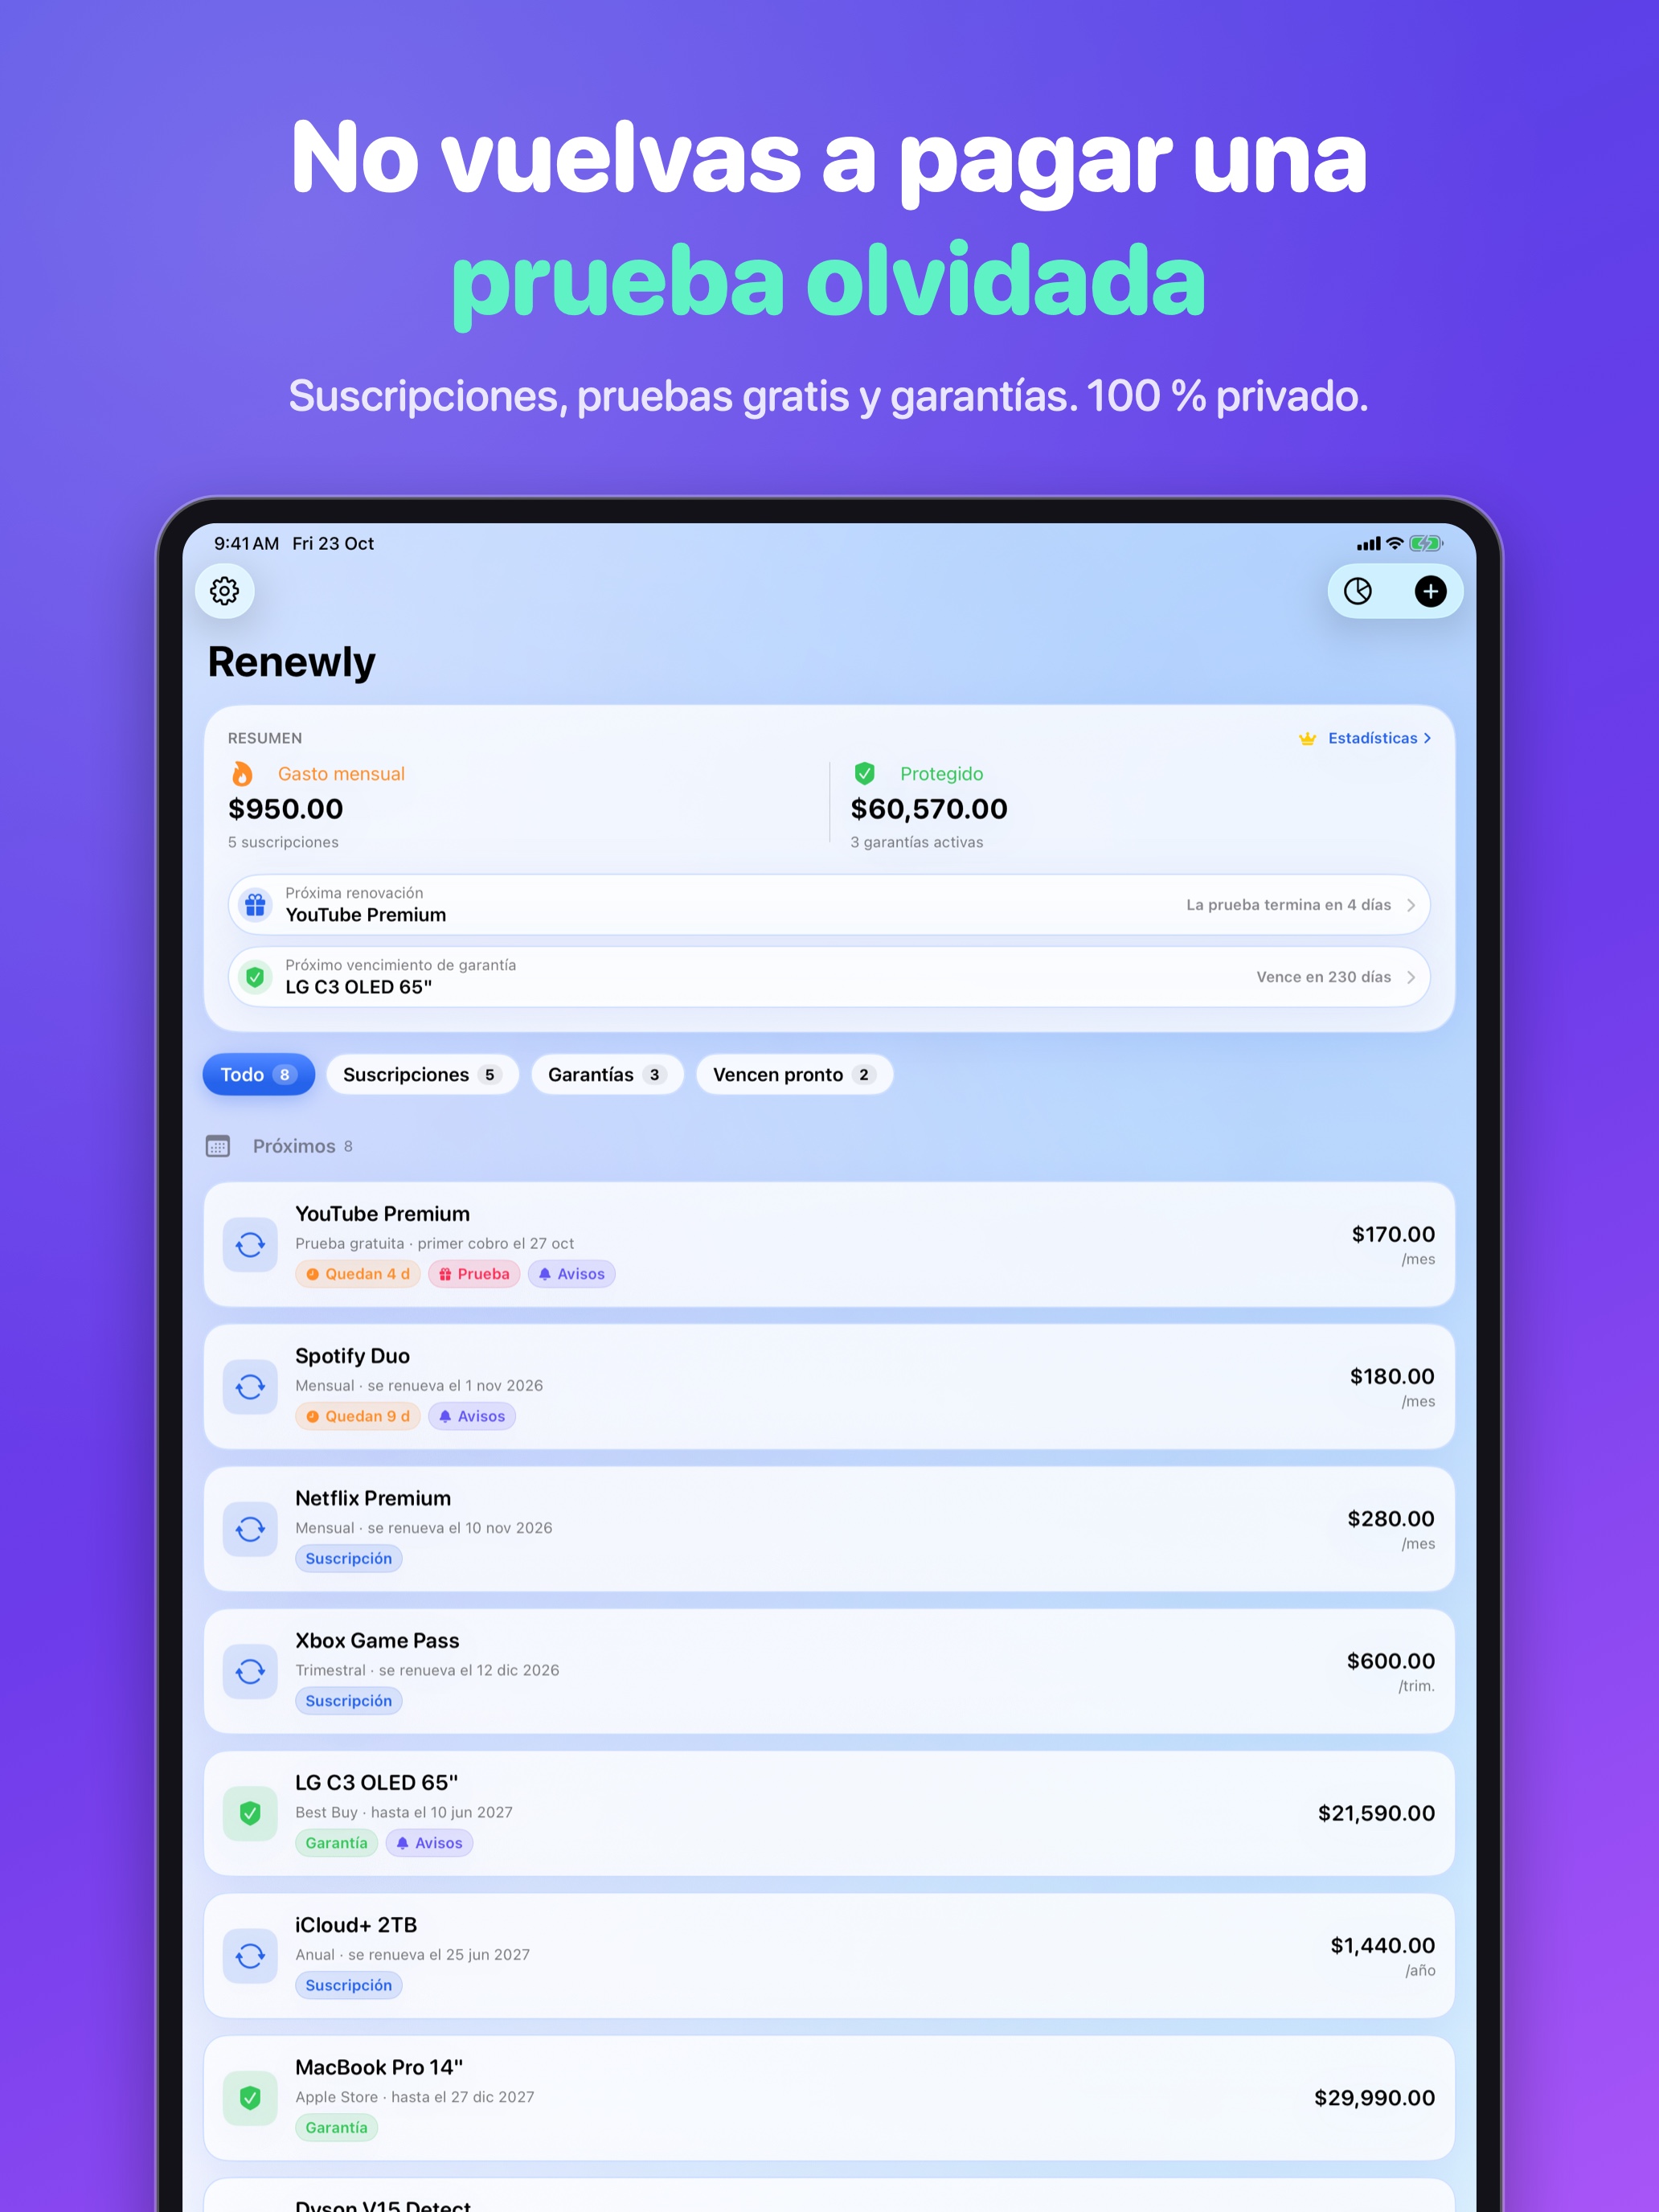 No vuelvas a pagar una
prueba olvidada
Suscripciones, pruebas gratis y garantías. 100 % privado.
9:41 AM Fri 23 Oct
Renewly
RESUMEN
Estadísticas
Gasto mensual
$950.00
5 suscripciones
Protegido
$60,570.00
3 garantías activas
Próxima renovación
YouTube Premium
La prueba termina en 4 días
Próximo vencimiento de garantía
LG C3 OLED 65"
Vence en 230 días
Todo 8
Suscripciones 5
Garantías 3
Vencen pronto 2
Próximos 8
YouTube Premium
Prueba gratuita · primer cobro el 27 oct
Quedan 4 d
Prueba
Avisos
$170.00
/mes
Spotify Duo
Mensual · se renueva el 1 nov 2026
Quedan 9 d
Avisos
$180.00
/mes
Netflix Premium
Mensual · se renueva el 10 nov 2026
Suscripción
$280.00
/mes
Xbox Game Pass
Trimestral · se renueva el 12 dic 2026
Suscripción
$600.00
/trim.
LG C3 OLED 65"
Best Buy · hasta el 10 jun 2027
Garantía
Avisos
$21,590.00
iCloud+ 2TB
Anual · se renueva el 25 jun 2027
Suscripción
$1,440.00
/año
MacBook Pro 14"
Apple Store · hasta el 27 dic 2027
Garantía
$29,990.00
Dyson V15 Detect